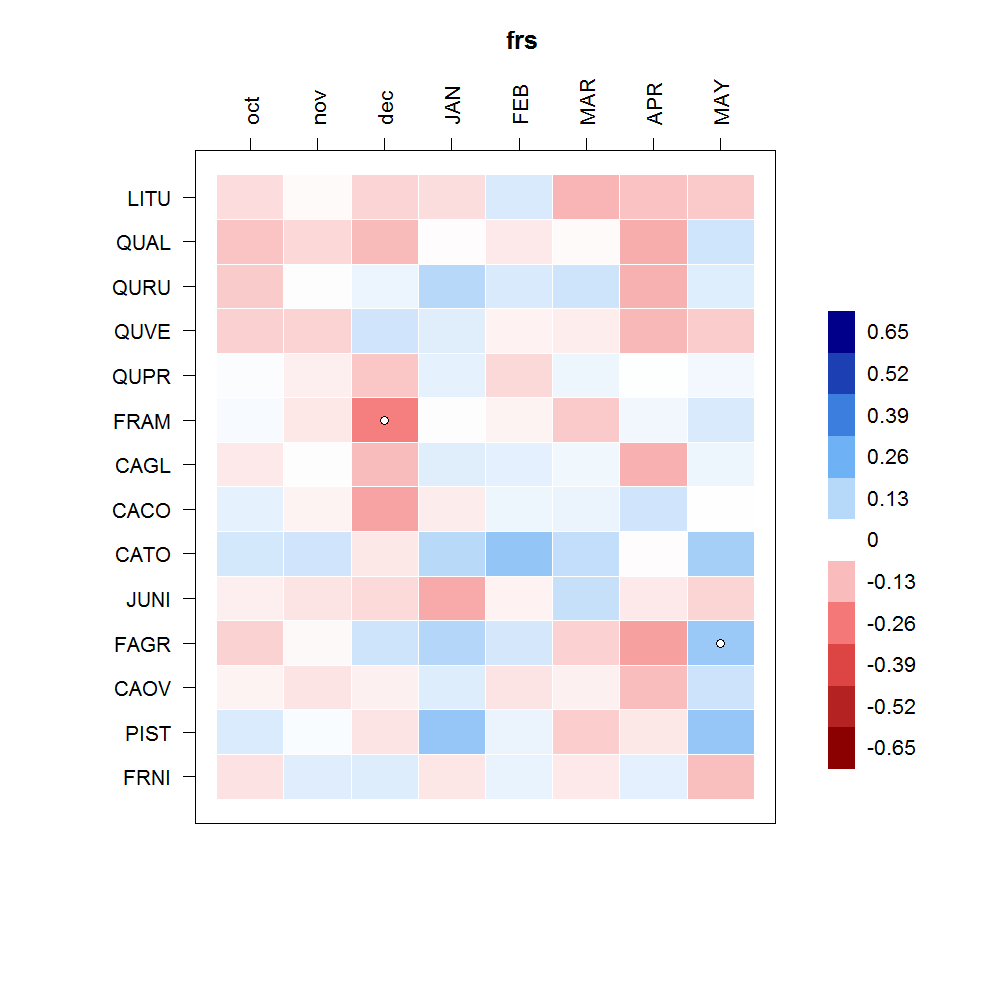 frs
oct nov dec JAN FEB MAR APR MAY
LITU
QUAL
QURU
QUVE
QUPR
FRAM
CAGL
CACO
CATO
JUNI
FAGR
CAOV
PIST
FRNI
0.65
0.52
0.39
0.26
0.13
0
-0.13
-0.26
-0.39
-0.52
-0.65